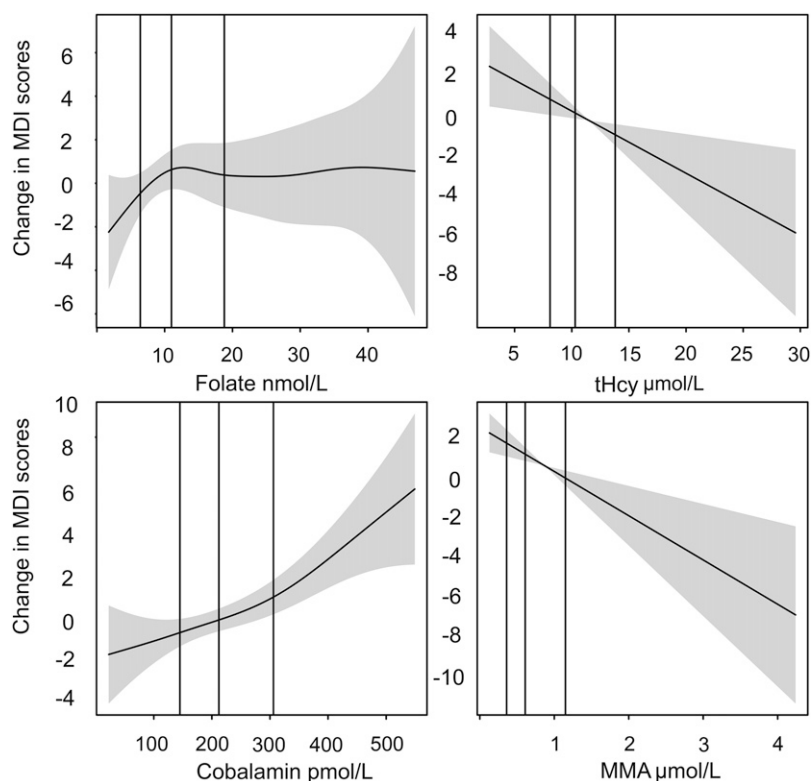 Change in MDI scores
6
4
2
0
-2
-4
-6
10 20 30 40
Folate nmol/L
4
2
0
-2
-4
-6
-8
5 10 15 20 25 30
tHcy µmol/L
Change in MDI scores
10
8
6
4
2
0
-2
-4
100 200 300 400 500
Cobalamin pmol/L
2
0
-2
-4
-6
-8
-10
1 2 3 4
MMA µmol/L